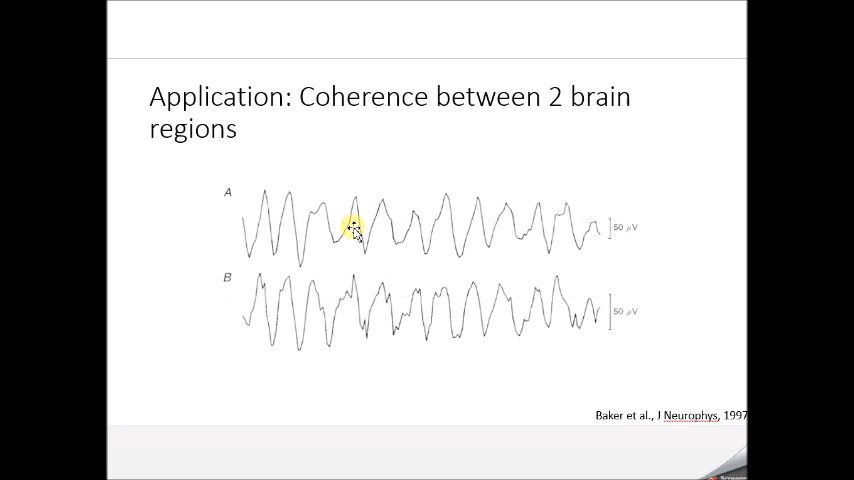 Application: Coherence between 2 brain
regions
A
50 μV
B
50 μV
Baker et al., J Neurophys, 1997